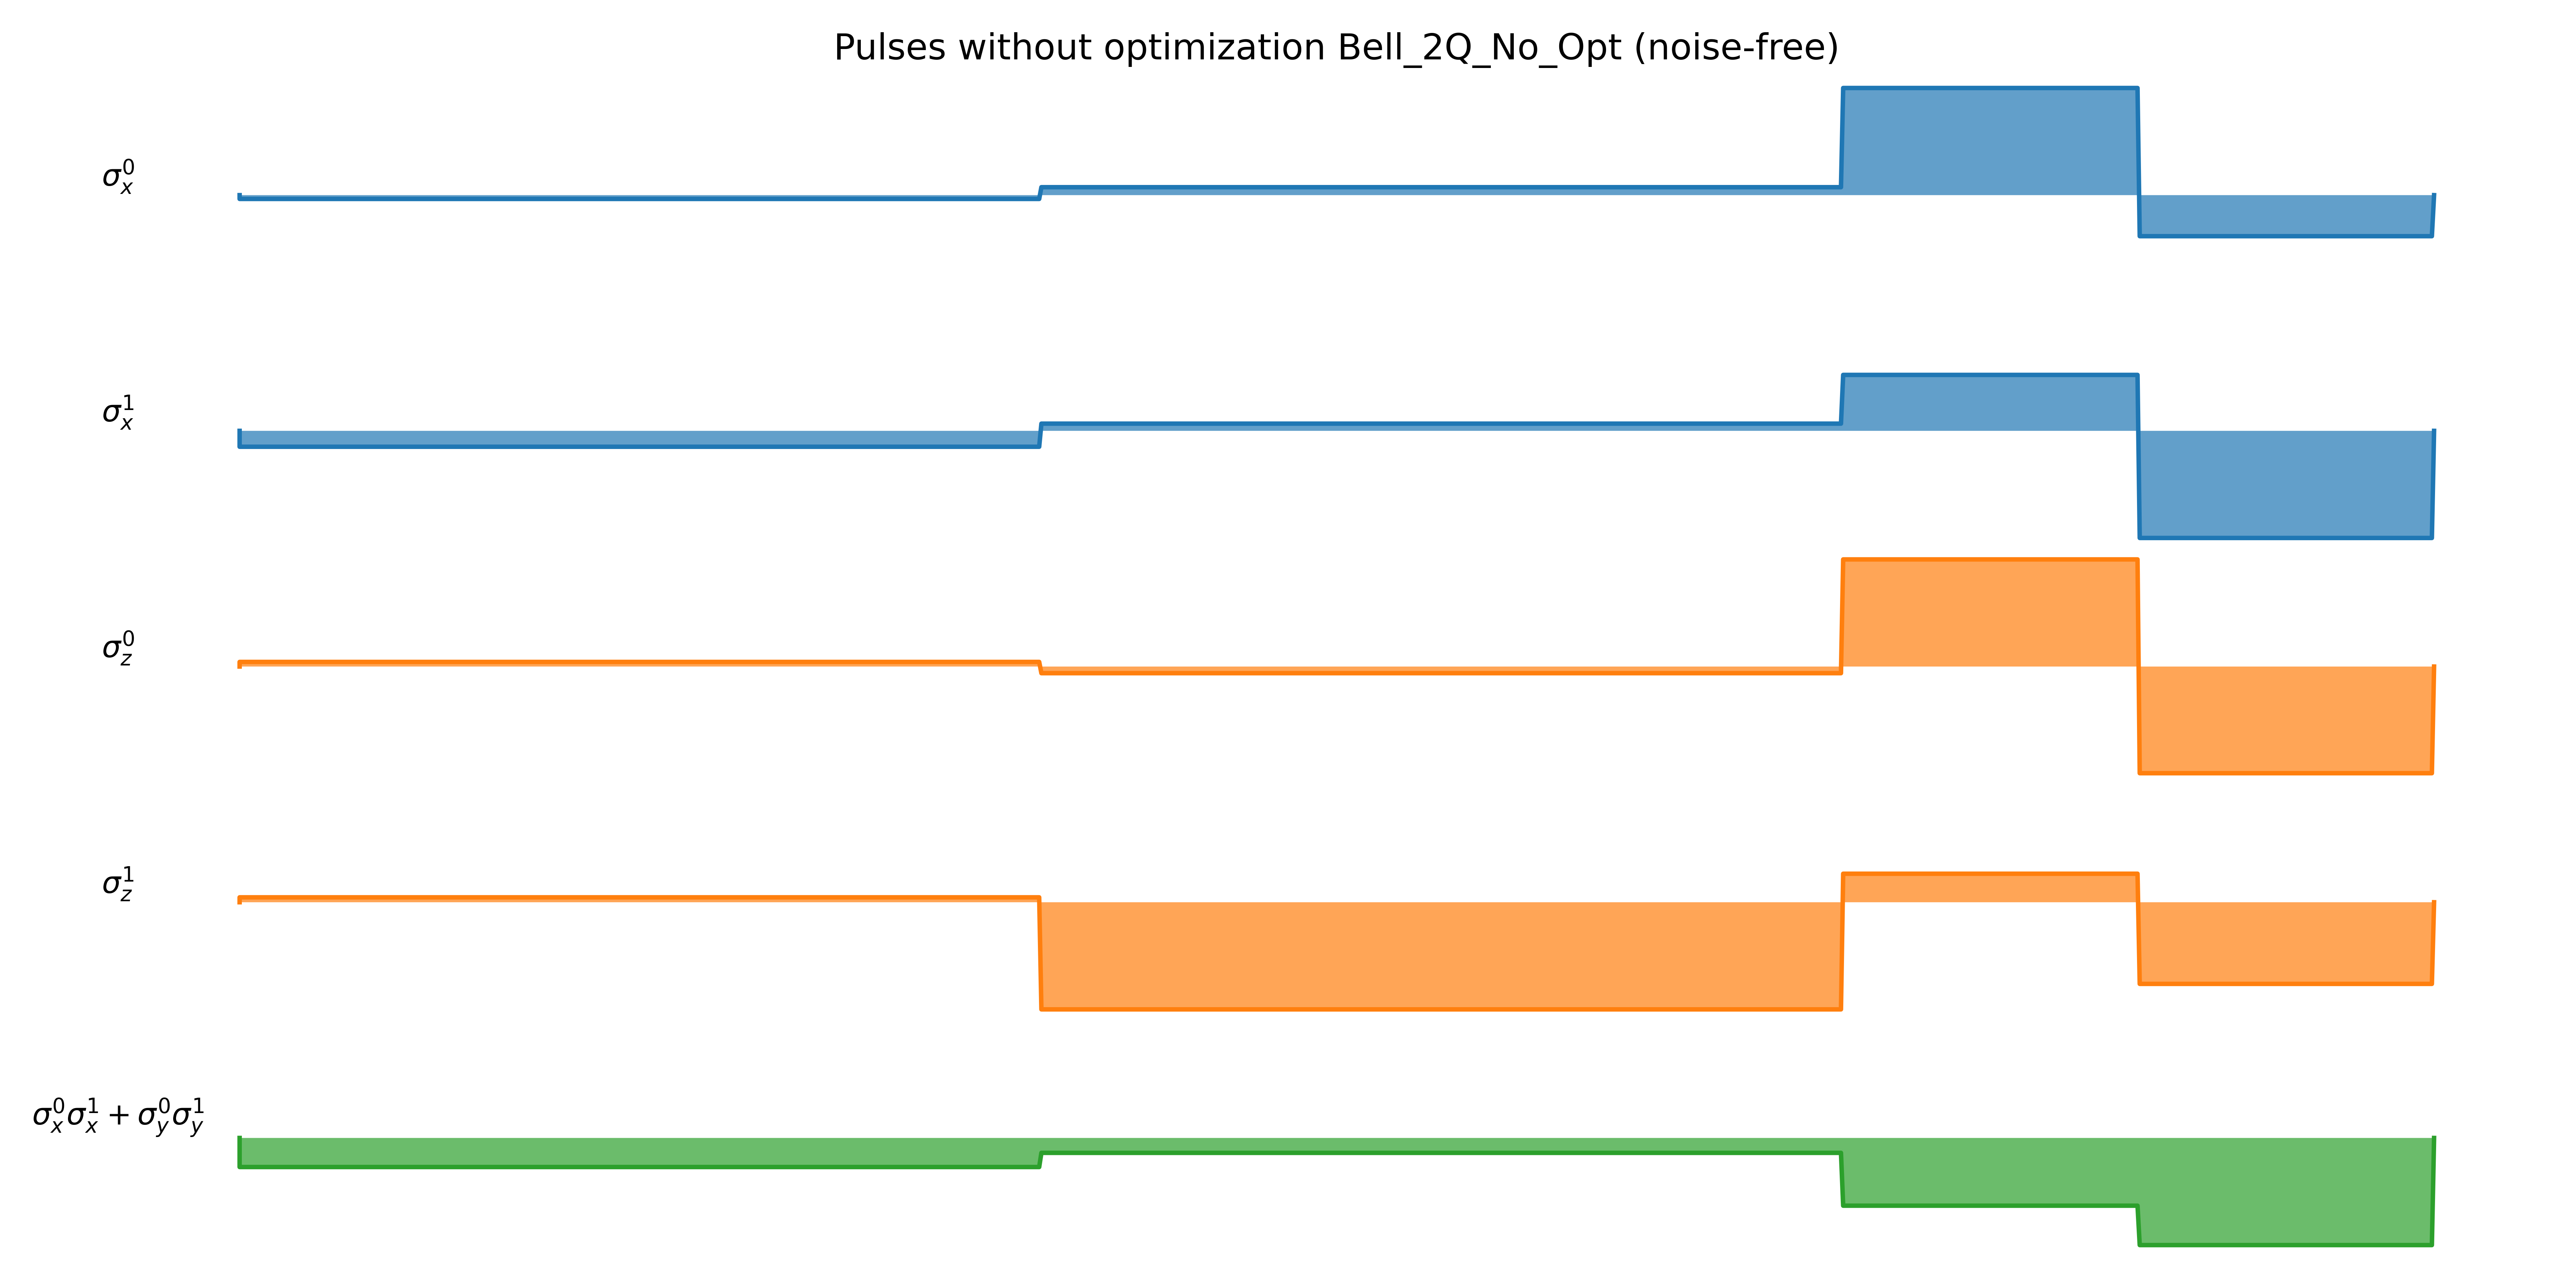 Pulses without optimization Bell_2Q_No_Opt (noise-free)
σ_x^0
σ_x^1
σ_z^0
σ_z^1
σ_x^0σ_x^1 + σ_y^0σ_y^1